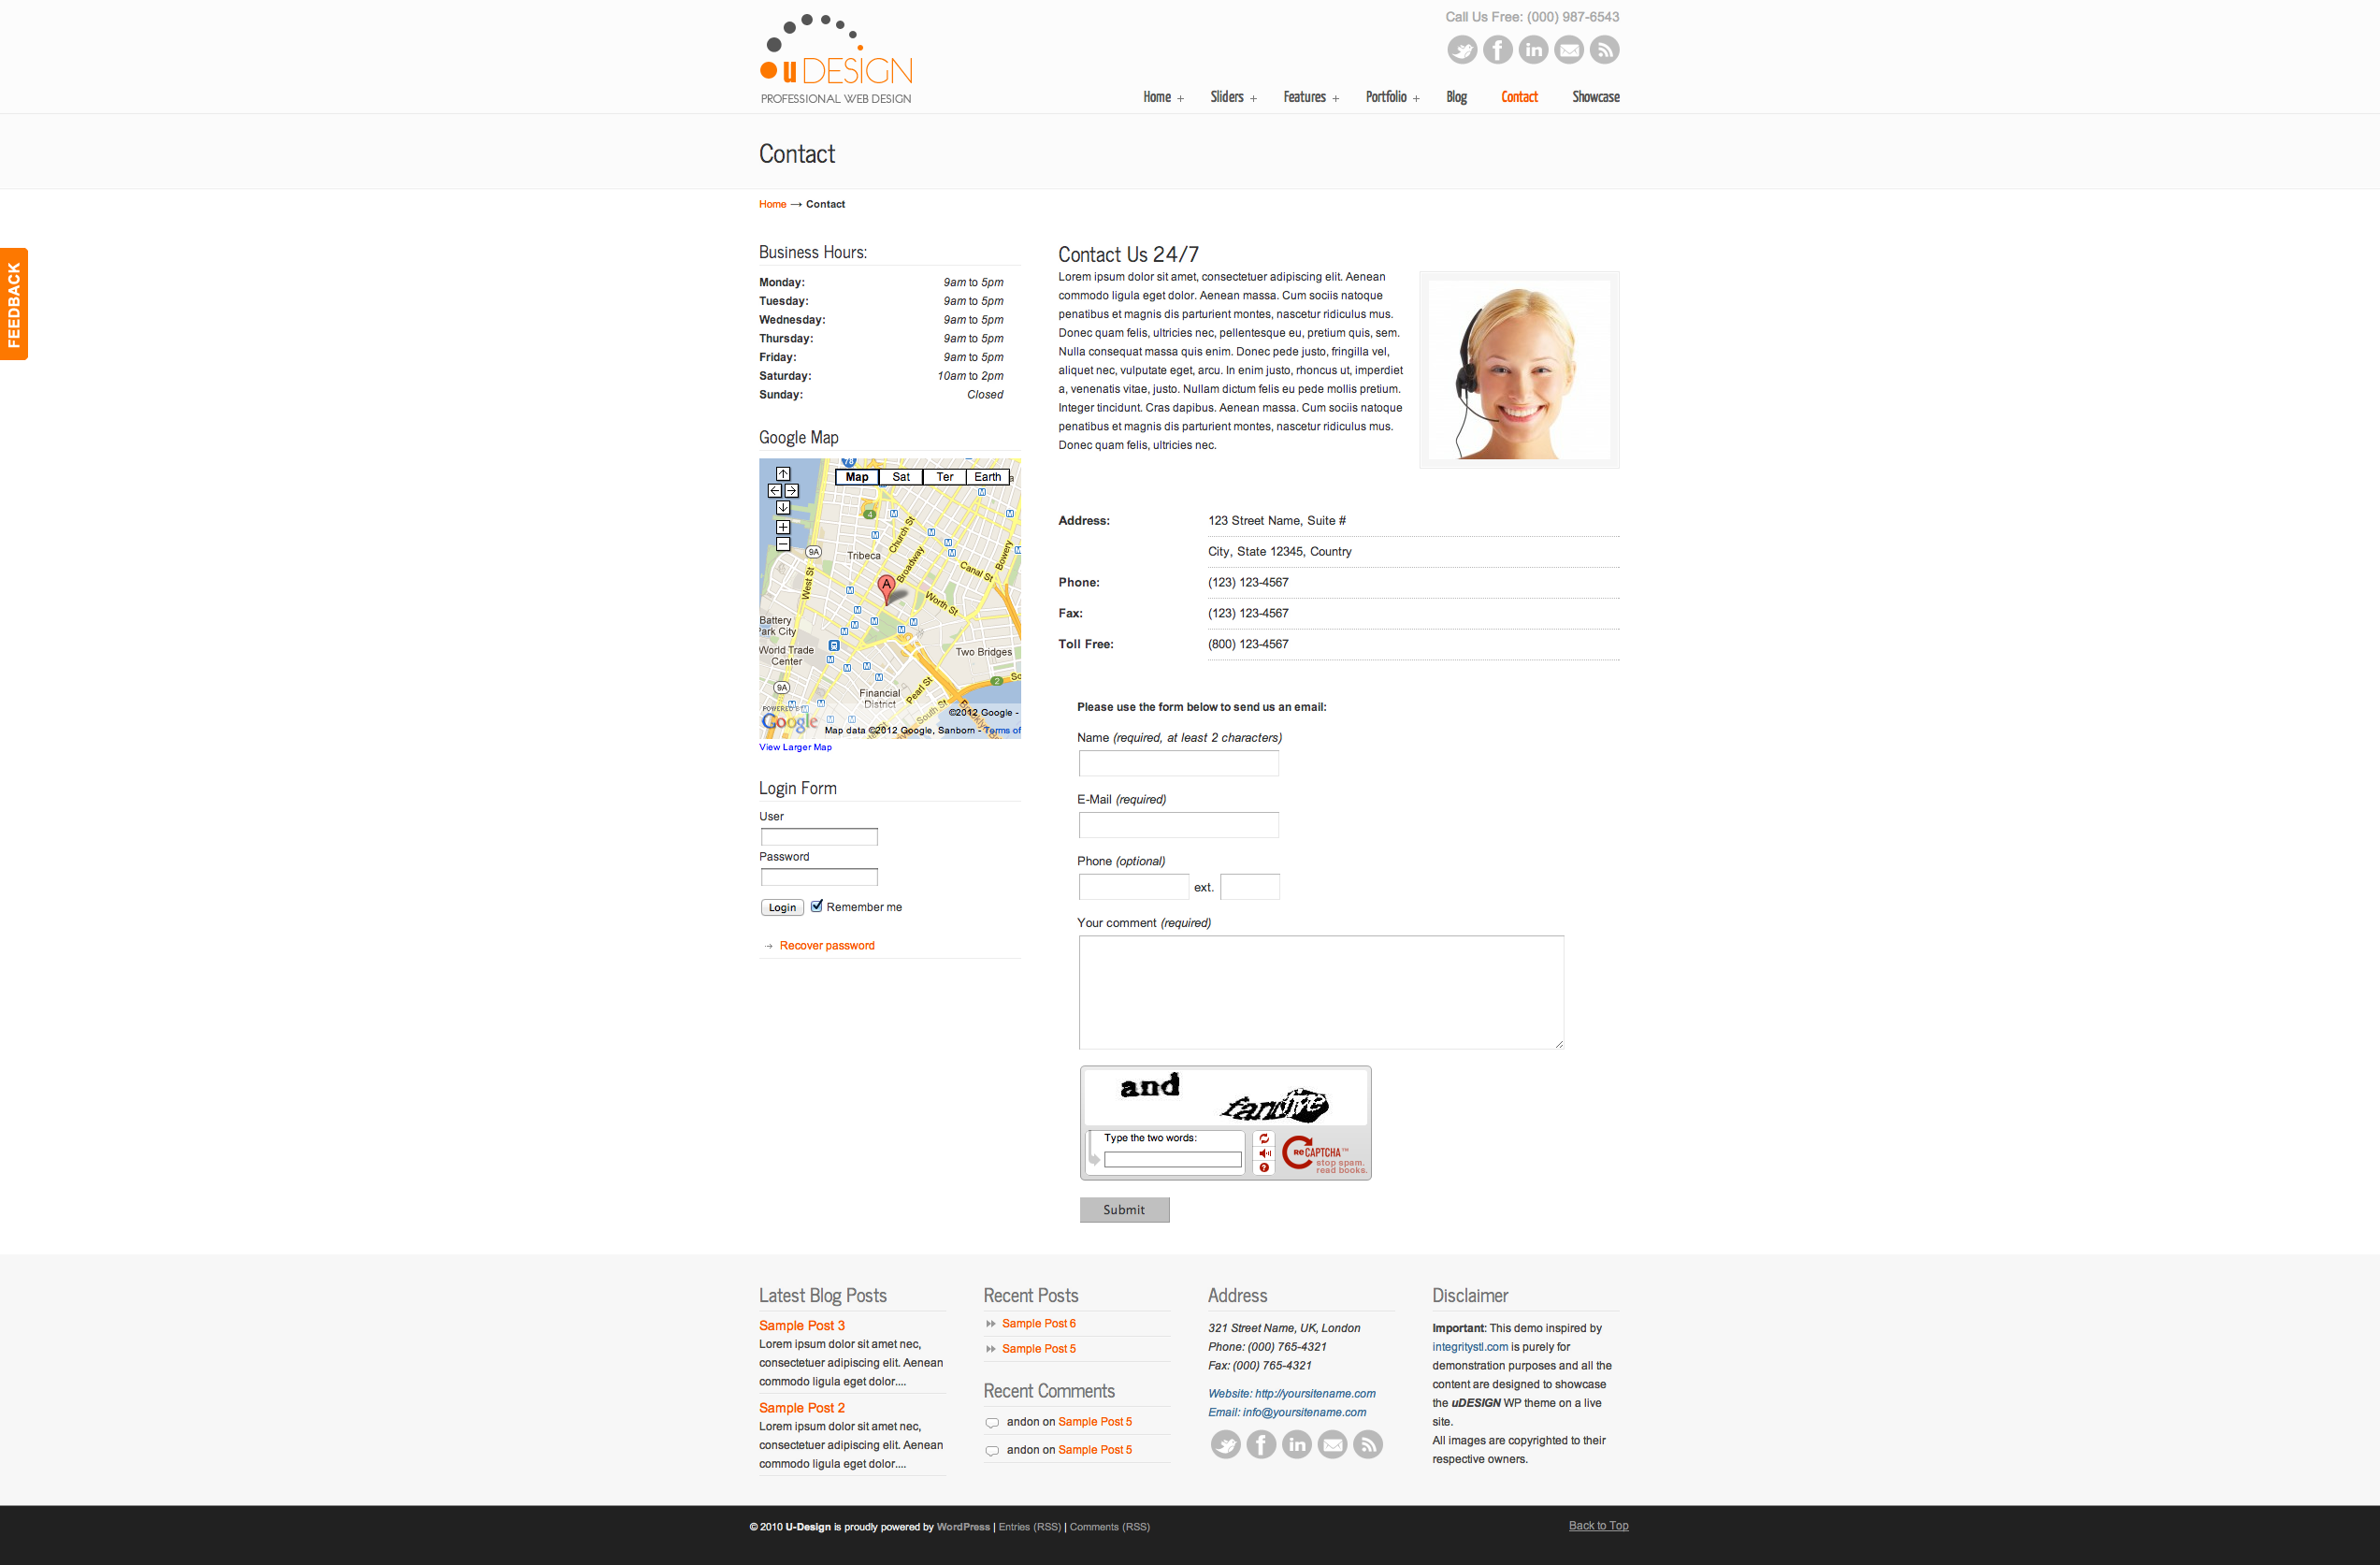 Call Us Free: (000) 987-6543
uDESIGN
PROFESSIONAL WEB DESIGN
Home + Sliders + Features + Portfolio + Blog Contact Showcase
Contact
Home → Contact
FEEDBACK
Business Hours:
Monday: 9am to 5pm
Tuesday: 9am to 5pm
Wednesday: 9am to 5pm
Thursday: 9am to 5pm
Friday: 9am to 5pm
Saturday: 10am to 2pm
Sunday: Closed
Google Map
78
Map Sat Ter Earth
4
Church St
9A
Tribeca
Broadway
Bowery
Canal St
West St
A
Worth St
Battery
Park City
World Trade
Center
Two Bridges
9A
Financial
District
Pearl St
2
South St
POWERED BY
Google
©2012 Google -
Map data ©2012 Google, Sanborn - Terms of
View Larger Map
Login Form
User
Password
Login Remember me
Recover password
Contact Us 24/7
Lorem ipsum dolor sit amet, consectetuer adipiscing elit. Aenean
commodo ligula eget dolor. Aenean massa. Cum sociis natoque
penatibus et magnis dis parturient montes, nascetur ridiculus mus.
Donec quam felis, ultricies nec, pellentesque eu, pretium quis, sem.
Nulla consequat massa quis enim. Donec pede justo, fringilla vel,
aliquet nec, vulputate eget, arcu. In enim justo, rhoncus ut, imperdiet
a, venenatis vitae, justo. Nullam dictum felis eu pede mollis pretium.
Integer tincidunt. Cras dapibus. Aenean massa. Cum sociis natoque
penatibus et magnis dis parturient montes, nascetur ridiculus mus.
Donec quam felis, ultricies nec.
Address: 123 Street Name, Suite #
City, State 12345, Country
Phone: (123) 123-4567
Fax: (123) 123-4567
Toll Free: (800) 123-4567
Please use the form below to send us an email:
Name (required, at least 2 characters)
E-Mail (required)
Phone (optional)
ext.
Your comment (required)
and
Type the two words:
reCAPTCHA™
stop spam.
read books.
Submit
Latest Blog Posts
Sample Post 3
Lorem ipsum dolor sit amet nec,
consectetuer adipiscing elit. Aenean
commodo ligula eget dolor....
Sample Post 2
Lorem ipsum dolor sit amet nec,
consectetuer adipiscing elit. Aenean
commodo ligula eget dolor....
Recent Posts
Sample Post 6
Sample Post 5
Recent Comments
andon on Sample Post 5
andon on Sample Post 5
Address
321 Street Name, UK, London
Phone: (000) 765-4321
Fax: (000) 765-4321
Website: http://yoursitename.com
Email: info@yoursitename.com
Disclaimer
Important: This demo inspired by
integritystl.com is purely for
demonstration purposes and all the
content are designed to showcase
the uDESIGN WP theme on a live
site.
All images are copyrighted to their
respective owners.
© 2010 U-Design is proudly powered by WordPress | Entries (RSS) | Comments (RSS)
Back to Top